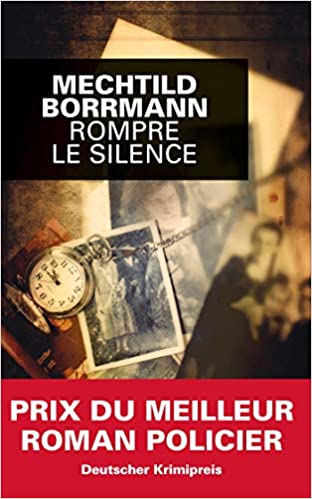 MECHTILD
BORRMANN
ROMPRE
LE SILENCE
PRIX DU MEILLEUR
ROMAN POLICIER
Deutscher Krimipreis